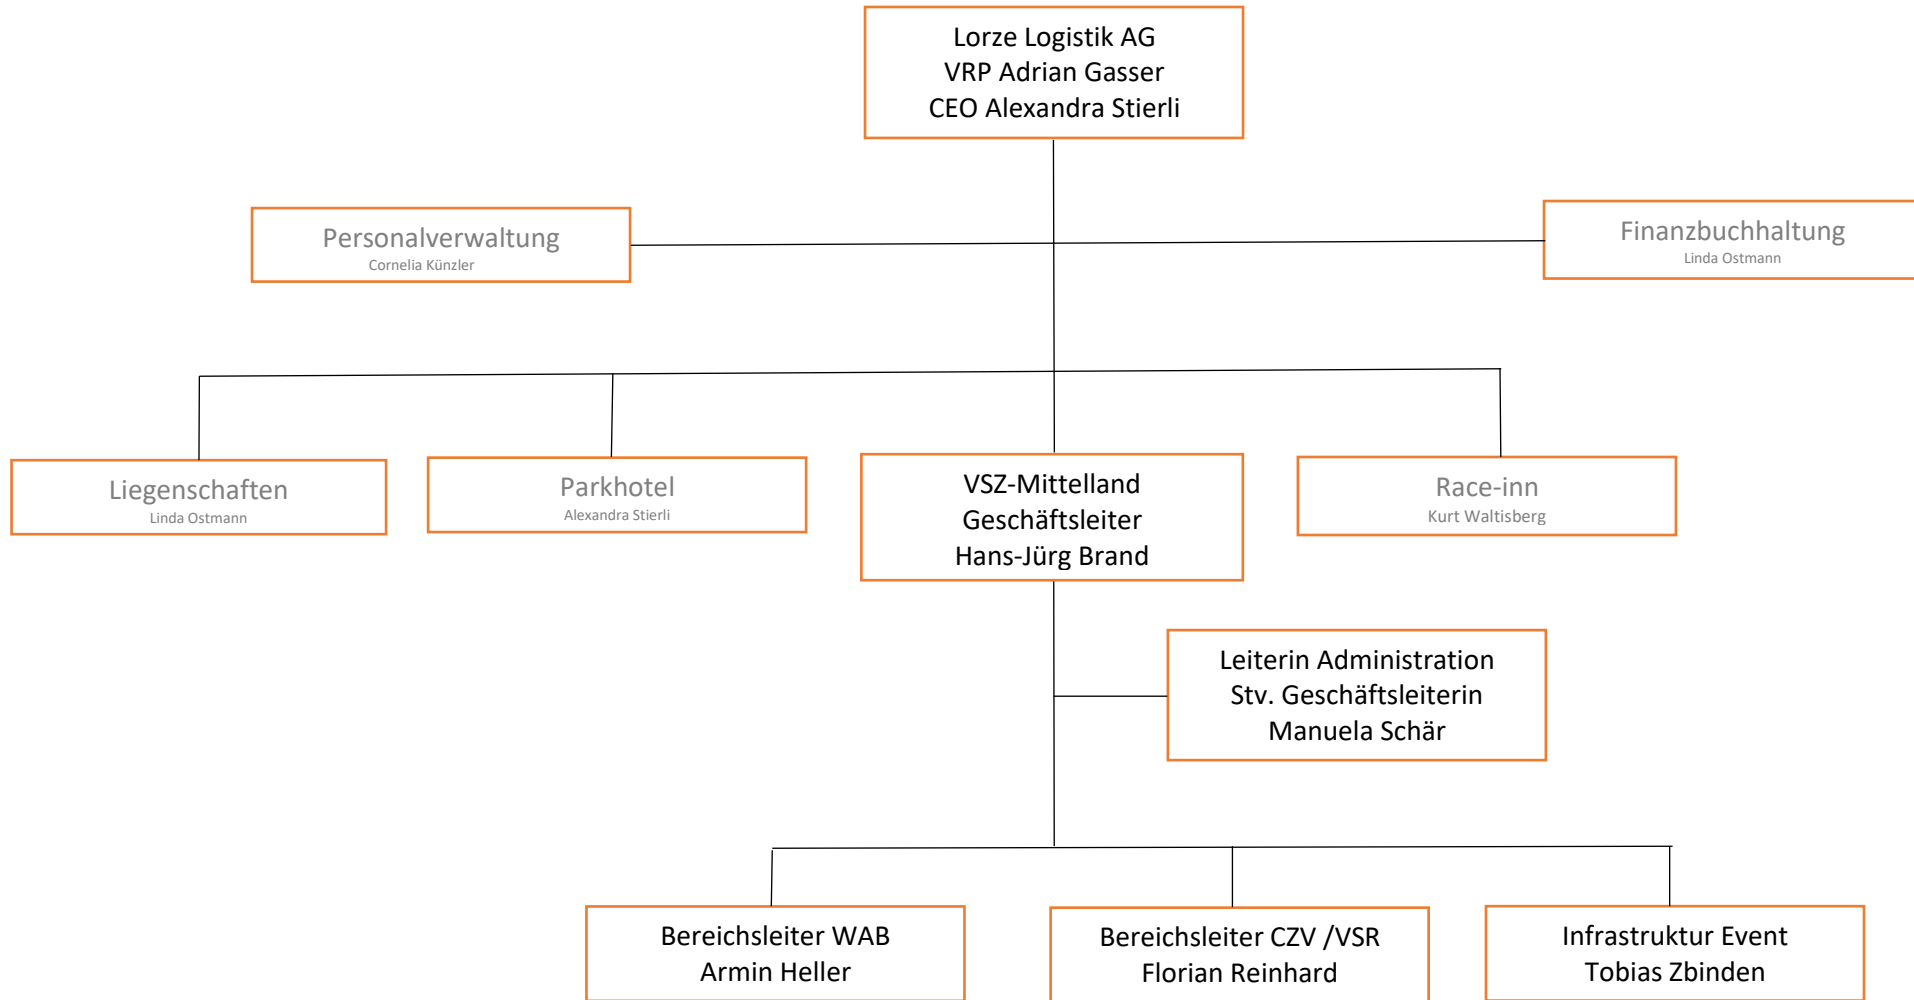 Lorze Logistik AG
VRP Adrian Gasser
CEO Alexandra Stierli
Personalverwaltung
Cornelia Künzler
Finanzbuchhaltung
Linda Ostmann
Liegenschaften
Linda Ostmann
Parkhotel
Alexandra Stierli
VSZ-Mittelland
Geschäftsleiter
Hans-Jürg Brand
Race-inn
Kurt Waltisberg
Leiterin Administration
Stv. Geschäftsleiterin
Manuela Schär
Bereichsleiter WAB
Armin Heller
Bereichsleiter CZV /VSR
Florian Reinhard
Infrastruktur Event
Tobias Zbinden